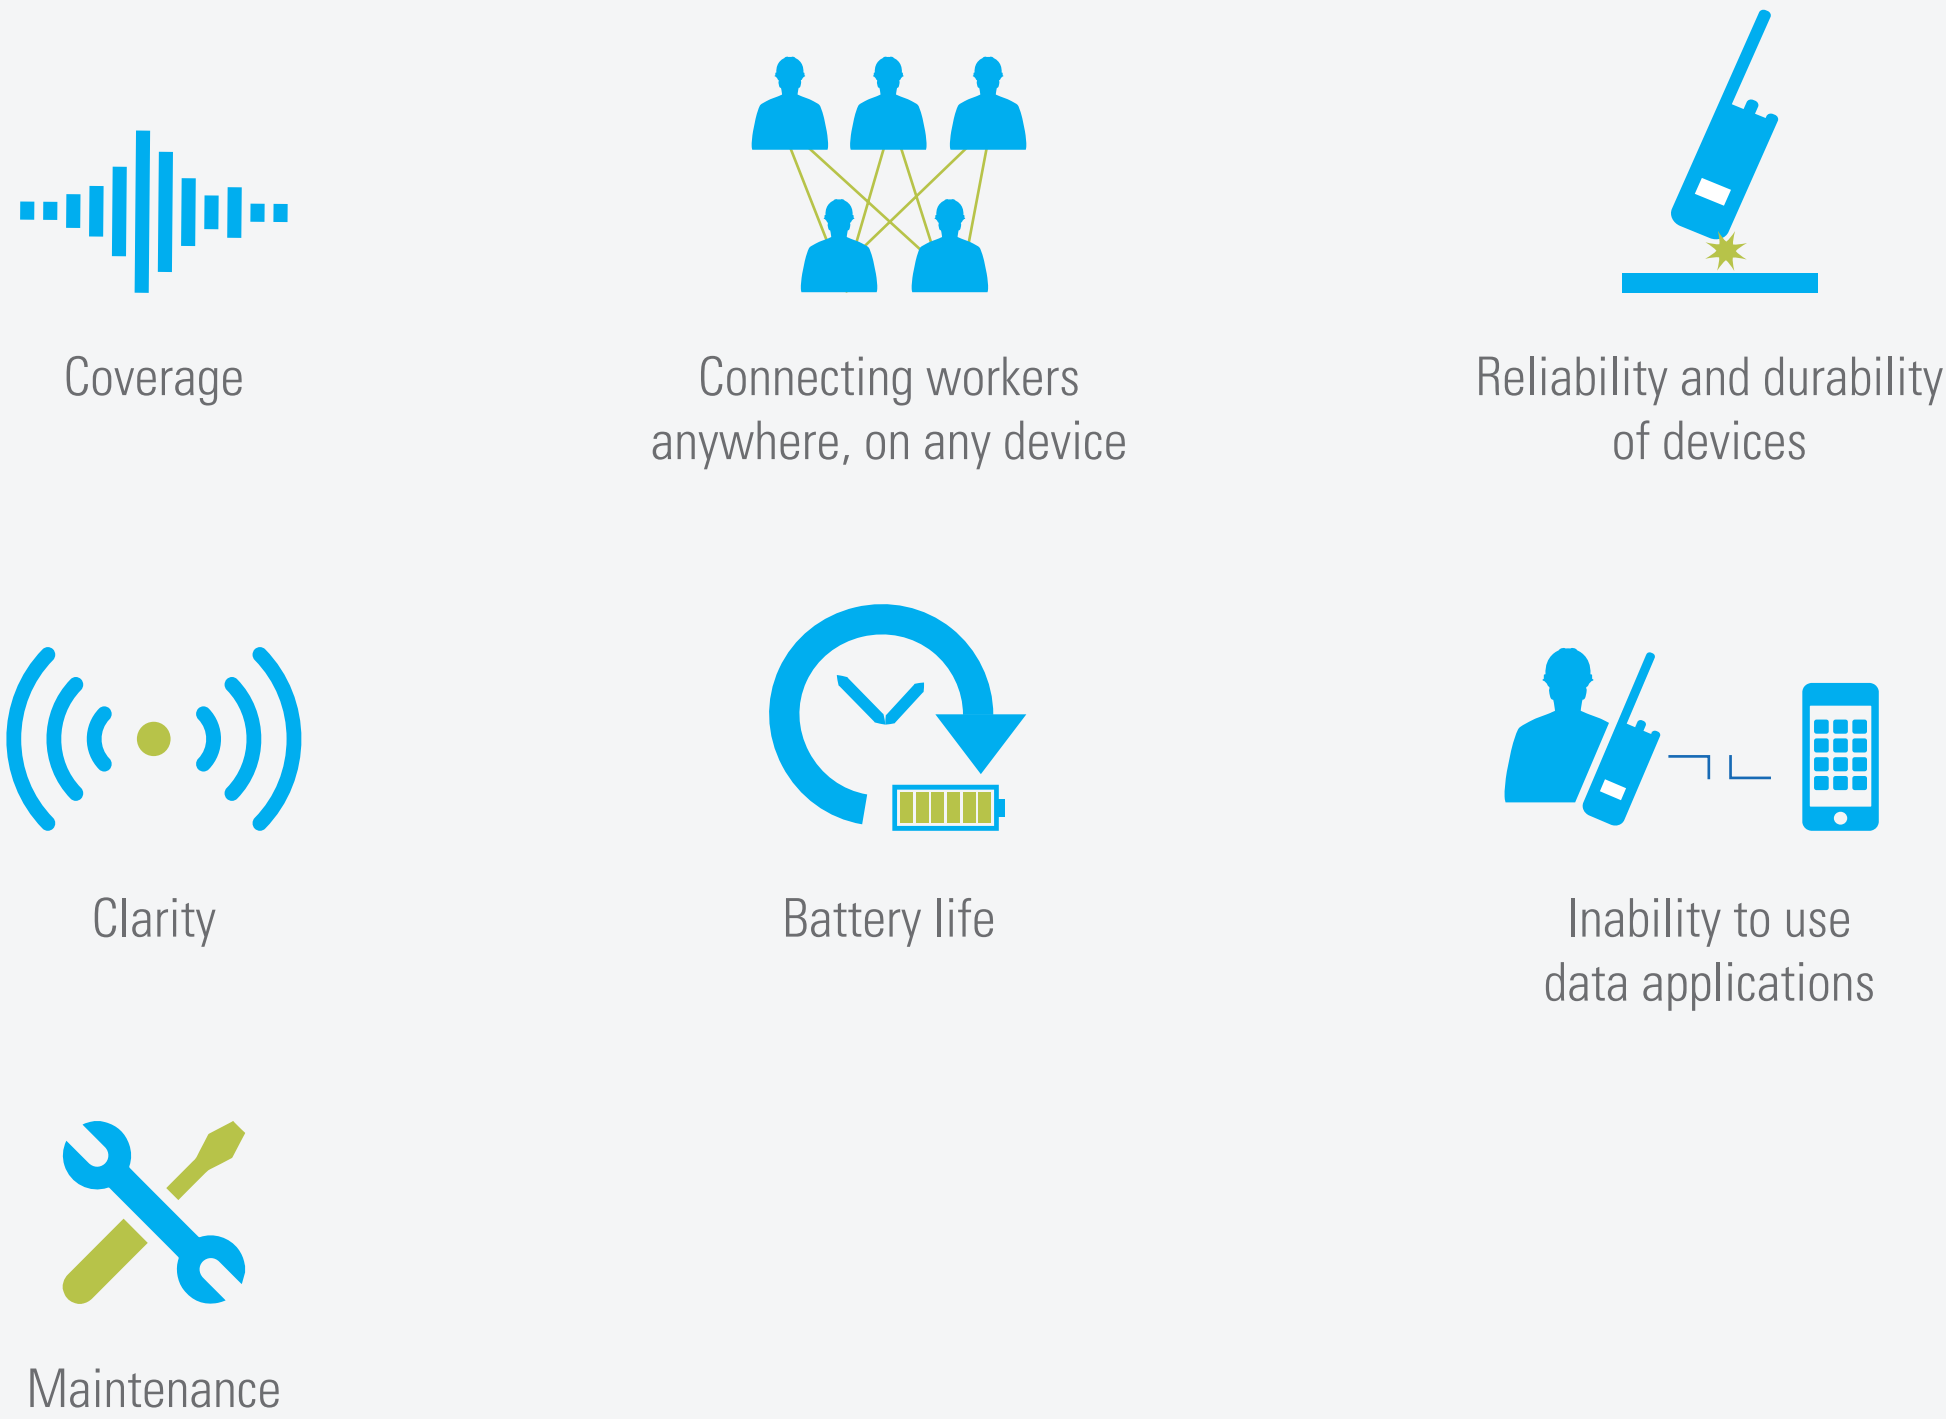 Coverage
Connecting workers
anywhere, on any device
Reliability and durability
of devices
Clarity
Battery life
Inability to use
data applications
Maintenance